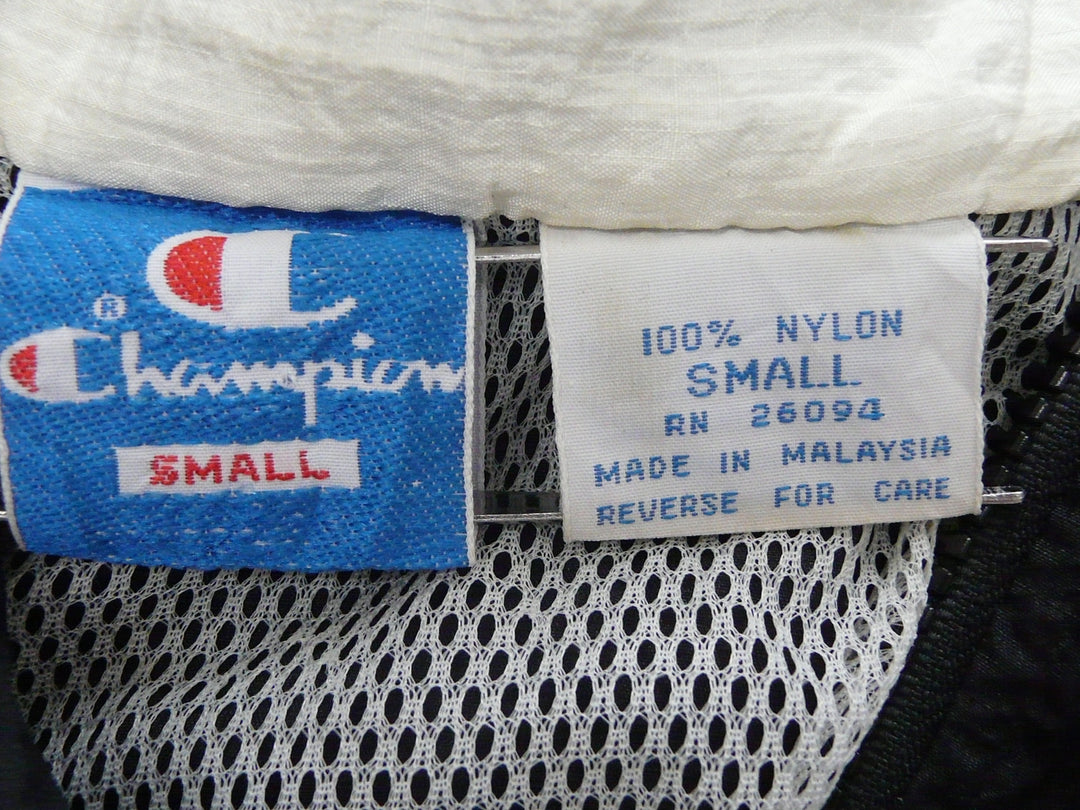 ®
Champion
SMALL
100% NYLON
SMALL
RN 26094
MADE IN MALAYSIA
REVERSE FOR CARE